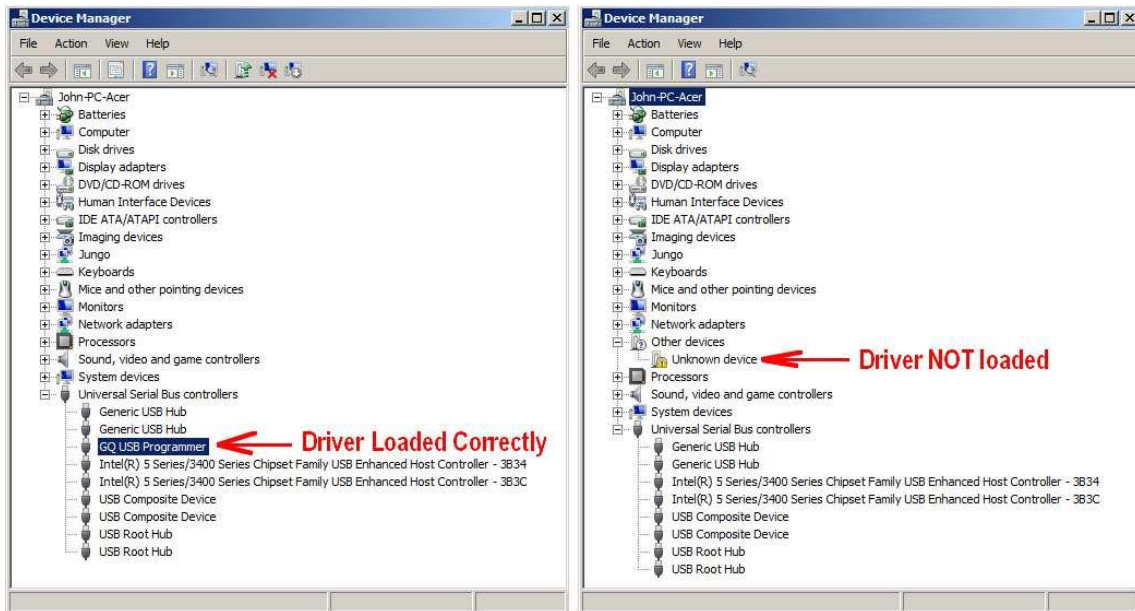 Device Manager
File Action View Help
John-PC-Acer
Batteries
Computer
Disk drives
Display adapters
DVD/CD-ROM drives
Human Interface Devices
IDE ATA/ATAPI controllers
Imaging devices
Jungo
Keyboards
Mice and other pointing devices
Monitors
Network adapters
Processors
Sound, video and game controllers
System devices
Universal Serial Bus controllers
Generic USB Hub
Generic USB Hub
GQ USB Programmer
Driver Loaded Correctly
Intel(R) 5 Series/3400 Series Chipset Family USB Enhanced Host Controller - 3B34
Intel(R) 5 Series/3400 Series Chipset Family USB Enhanced Host Controller - 3B3C
USB Composite Device
USB Composite Device
USB Root Hub
USB Root Hub
Device Manager
File Action View Help
John-PC-Acer
Batteries
Computer
Disk drives
Display adapters
DVD/CD-ROM drives
Human Interface Devices
IDE ATA/ATAPI controllers
Imaging devices
Jungo
Keyboards
Mice and other pointing devices
Monitors
Network adapters
Other devices
Unknown device
Driver NOT loaded
Processors
Sound, video and game controllers
System devices
Universal Serial Bus controllers
Generic USB Hub
Generic USB Hub
Intel(R) 5 Series/3400 Series Chipset Family USB Enhanced Host Controller - 3B34
Intel(R) 5 Series/3400 Series Chipset Family USB Enhanced Host Controller - 3B3C
USB Composite Device
USB Composite Device
USB Root Hub
USB Root Hub